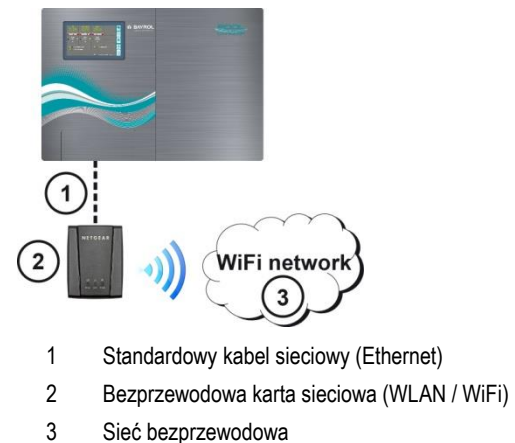 BAYROL
1
2
NETGEAR
WiFi network
3
1 Standardowy kabel sieciowy (Ethernet)
2 Bezprzewodowa karta sieciowa (WLAN / WiFi)
3 Sieć bezprzewodowa